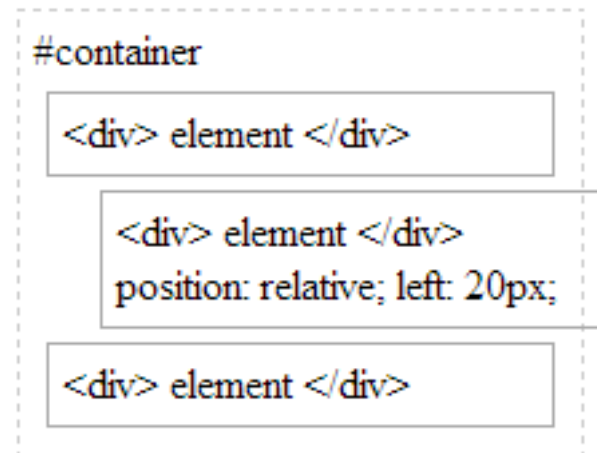 #container
<div> element </div>
<div> element </div>
position: relative; left: 20px;
<div> element </div>